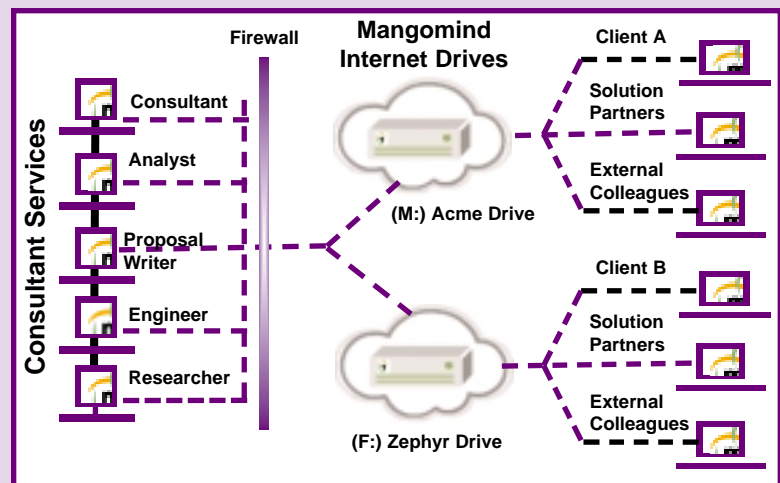 Consultant Services
Consultant
Analyst
Proposal
Writer
Engineer
Researcher
Firewall
Mangomind
Internet Drives
(M:) Acme Drive
(F:) Zephyr Drive
Client A
Solution
Partners
External
Colleagues
Client B
Solution
Partners
External
Colleagues